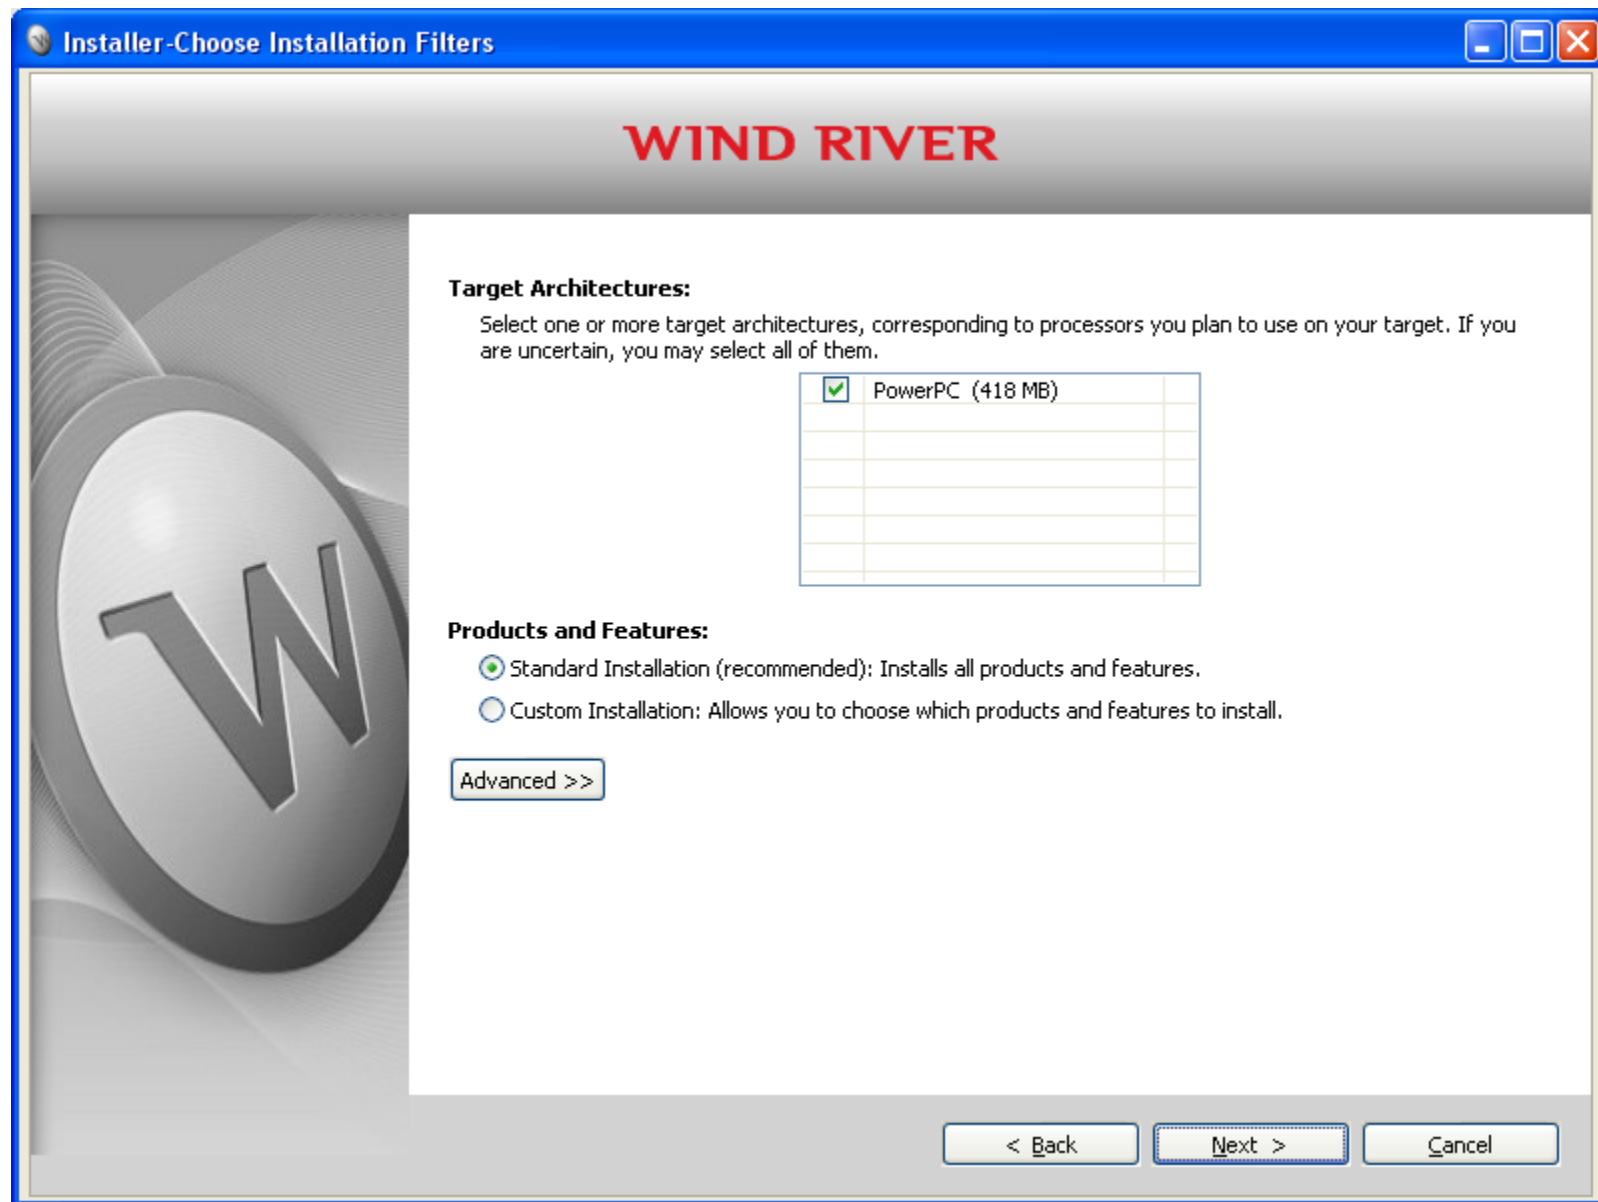 Installer-Choose Installation Filters
WIND RIVER
Target Architectures:
Select one or more target architectures, corresponding to processors you plan to use on your target. If you
are uncertain, you may select all of them.
PowerPC (418 MB)
Products and Features:
Standard Installation (recommended): Installs all products and features.
Custom Installation: Allows you to choose which products and features to install.
Advanced >>
< Back Next > Cancel